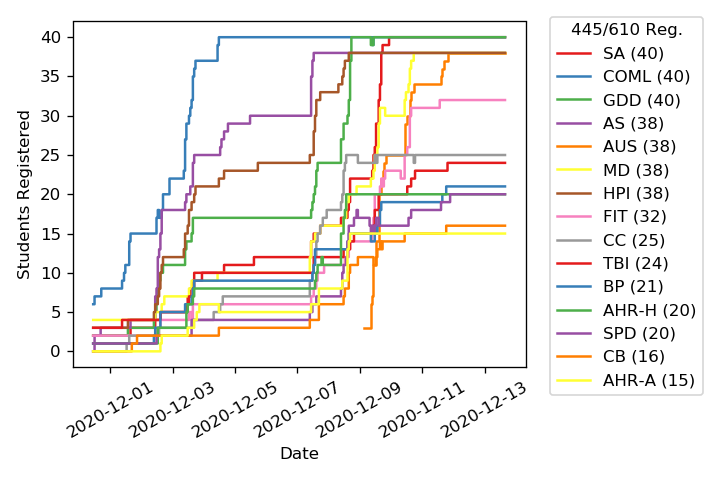 445/610 Reg.
SA (40)
COML (40)
GDD (40)
AS (38)
AUS (38)
MD (38)
HPI (38)
FIT (32)
CC (25)
TBI (24)
BP (21)
AHR-H (20)
SPD (20)
CB (16)
AHR-A (15)
Students Registered
40
35
30
25
20
15
10
5
0
2020-12-01
2020-12-03
2020-12-05
2020-12-07
2020-12-09
2020-12-11
2020-12-13
Date